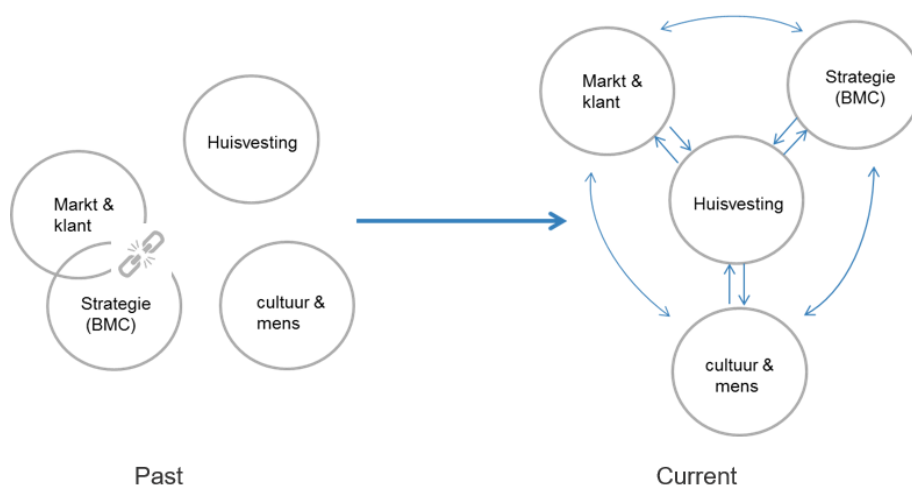 Huisvesting
Markt &
klant
Strategie
(BMC)
cultuur &
mens
Past
Markt &
klant
Strategie
(BMC)
Huisvesting
cultuur &
mens
Current